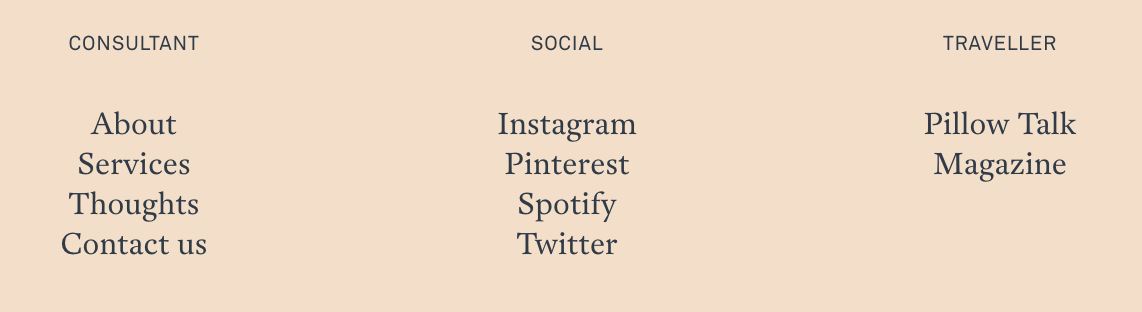 CONSULTANT
About
Services
Thoughts
Contact us
SOCIAL
Instagram
Pinterest
Spotify
Twitter
TRAVELLER
Pillow Talk
Magazine